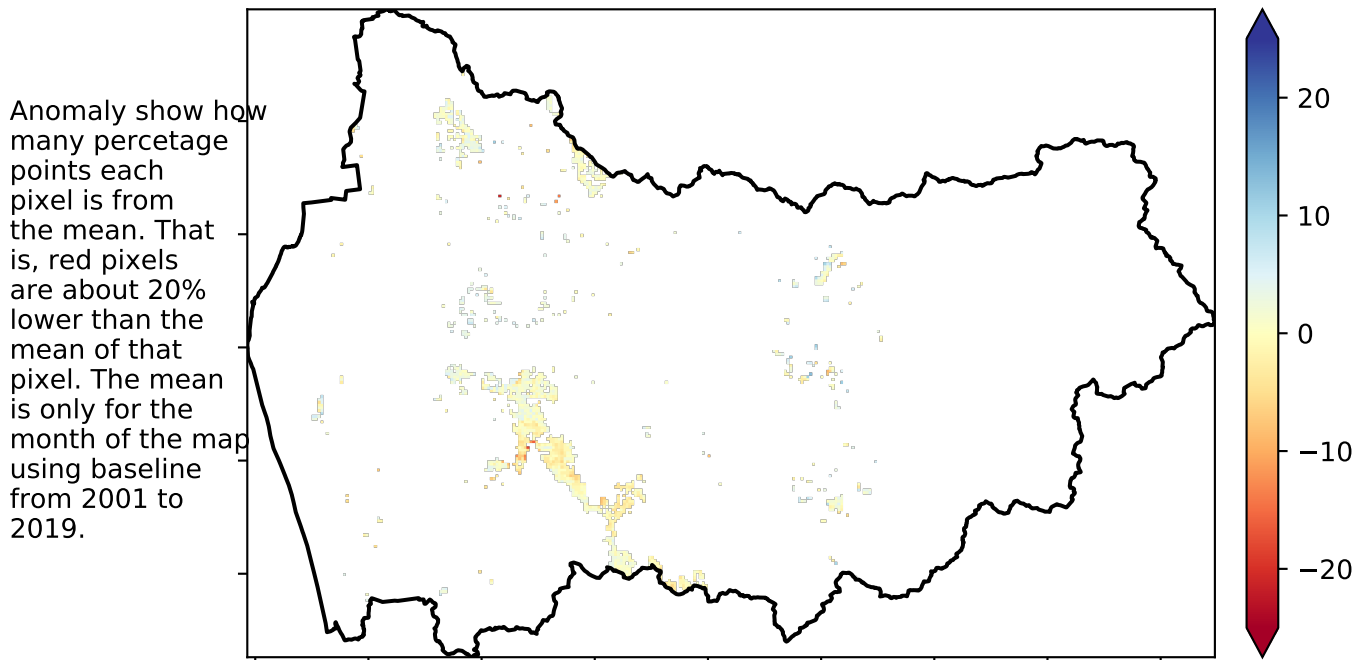 Anomaly show how
many percetage
points each
pixel is from
the mean. That
is, red pixels
are about 20%
lower than the
mean of that
pixel. The mean
is only for the
month of the map
using baseline
from 2001 to
2019.
20
10
0
−10
−20